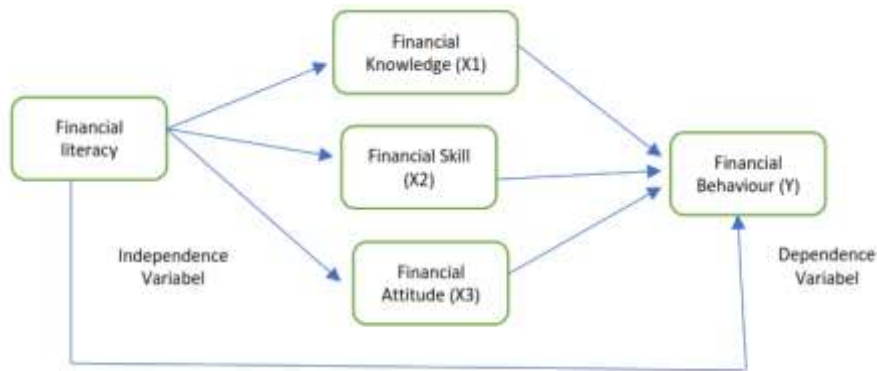 Financial
literacy
Financial
Knowledge (X1)
Financial Skill
(X2)
Financial
Attitude (X3)
Financial
Behaviour (Y)
Independence
Variabel
Dependence
Variabel